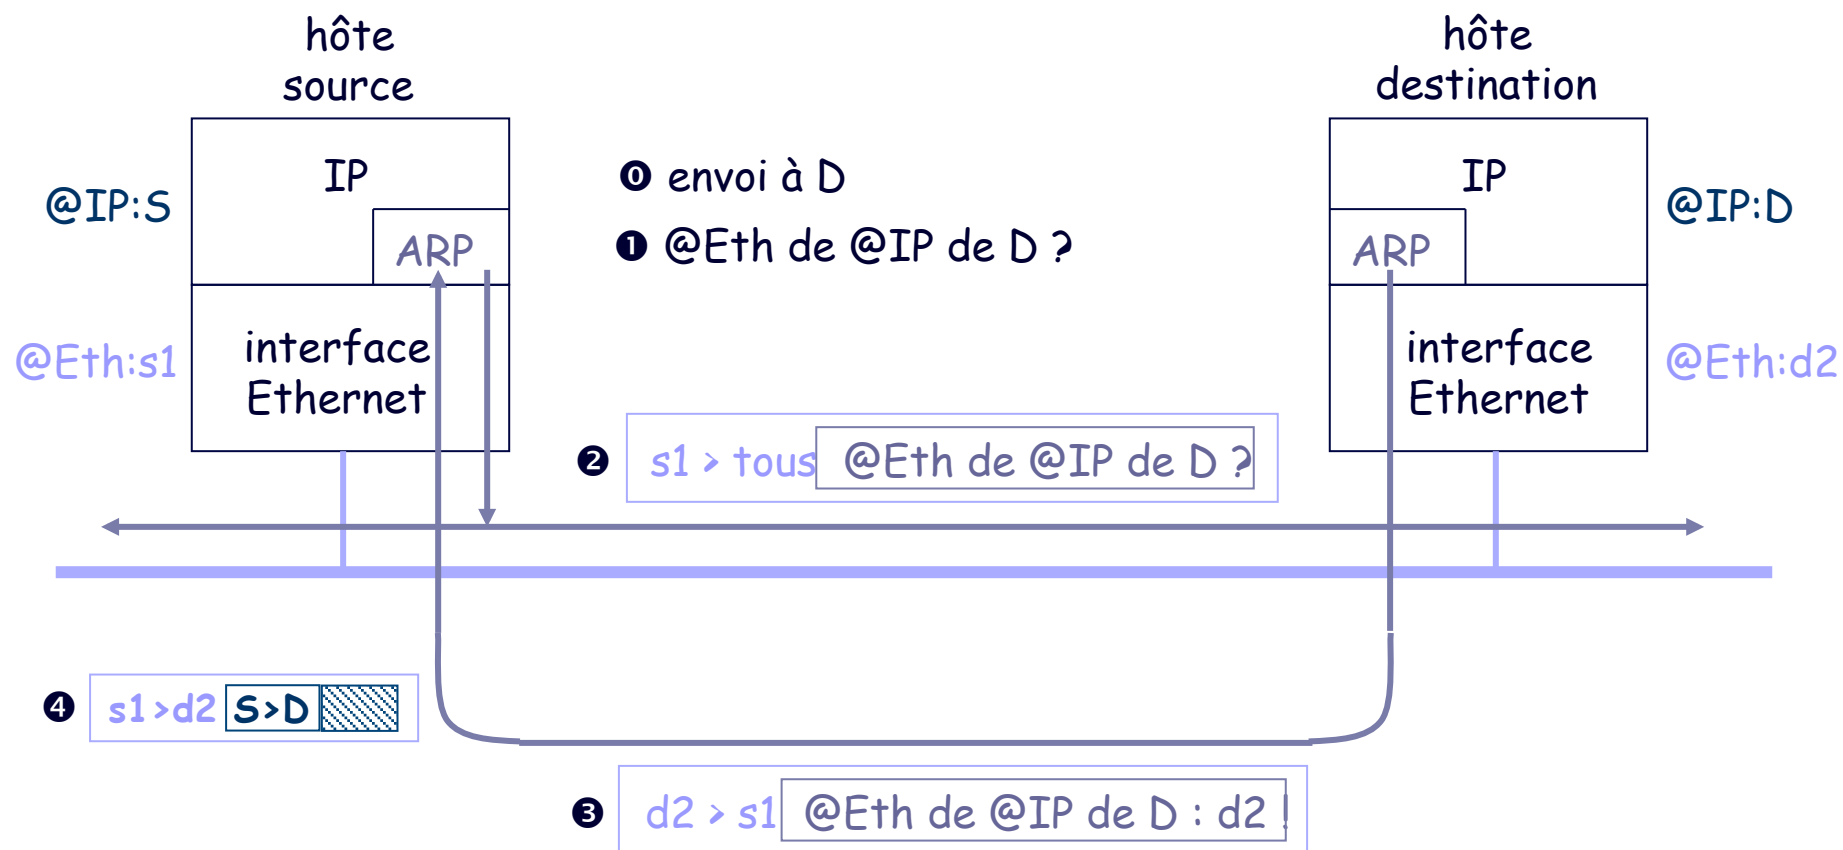 hôte
source
hôte
destination
IP
ARP
@IP:S
⓿ envoi à D
❶ @Eth de @IP de D ?
IP
ARP
@IP:D
@Eth:s1
interface
Ethernet
interface
Ethernet
@Eth:d2
❷ s1 > tous @Eth de @IP de D ?
❹ s1>d2 S>D
❸ d2 > s1 @Eth de @IP de D : d2 !